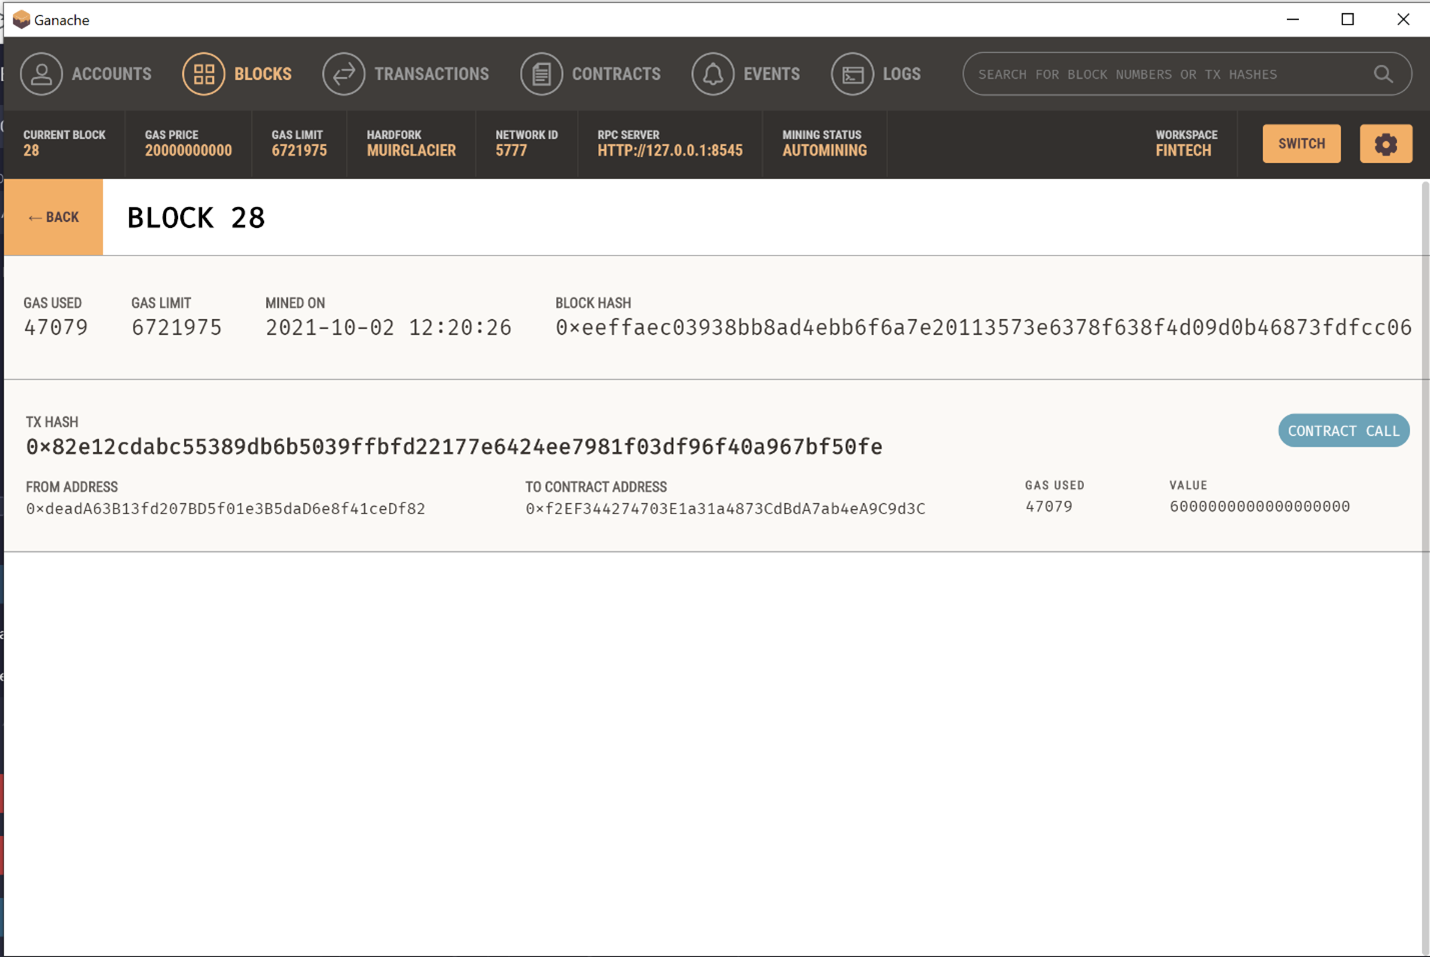 Ganache
ACCOUNTS BLOCKS TRANSACTIONS CONTRACTS EVENTS LOGS SEARCH FOR BLOCK NUMBERS OR TX HASHES
CURRENT BLOCK GAS PRICE GAS LIMIT HARDFORK NETWORK ID RPC SERVER MINING STATUS WORKSPACE
28 20000000000 6721975 MUIRGLACIER 5777 HTTP://127.0.0.1:8545 AUTOMINING FINTECH SWITCH
← BACK BLOCK 28
GAS USED GAS LIMIT MINED ON BLOCK HASH
47079 6721975 2021-10-02 12:20:26 0×eeffaec03938bb8ad4ebb6f6a7e20113573e6378f638f4d09d0b46873fdfcc06
TX HASH
0×82e12cdabc55389db6b5039ffbfd22177e6424ee7981f03df96f40a967bf50fe CONTRACT CALL
FROM ADDRESS TO CONTRACT ADDRESS GAS USED VALUE
0×deadA63B13fd207BD5f01e3B5daD6e8f41ceDf82 0×f2EF344274703E1a31a4873CdBdA7ab4eA9C9d3C 47079 6000000000000000000